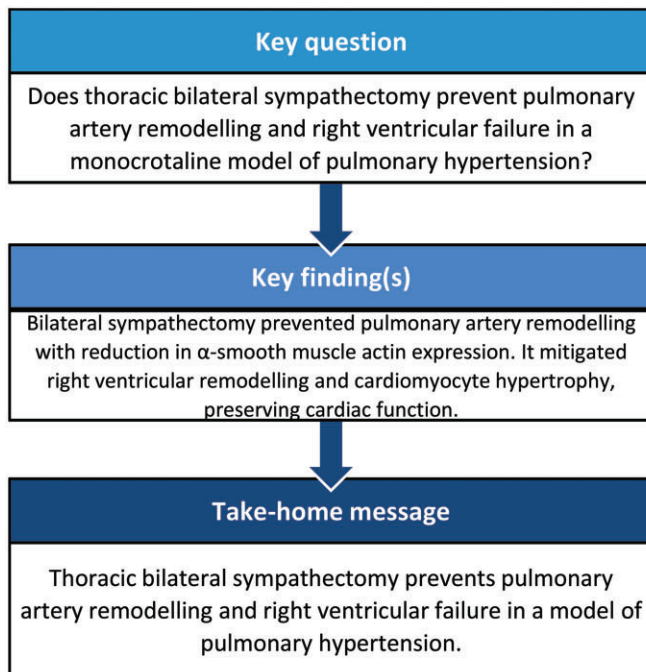 Key question
Does thoracic bilateral sympathectomy prevent pulmonary
artery remodelling and right ventricular failure in a
monocrotaline model of pulmonary hypertension?
Key finding(s)
Bilateral sympathectomy prevented pulmonary artery remodelling
with reduction in α-smooth muscle actin expression. It mitigated
right ventricular remodelling and cardiomyocyte hypertrophy,
preserving cardiac function.
Take-home message
Thoracic bilateral sympathectomy prevents pulmonary
artery remodelling and right ventricular failure in a model of
pulmonary hypertension.